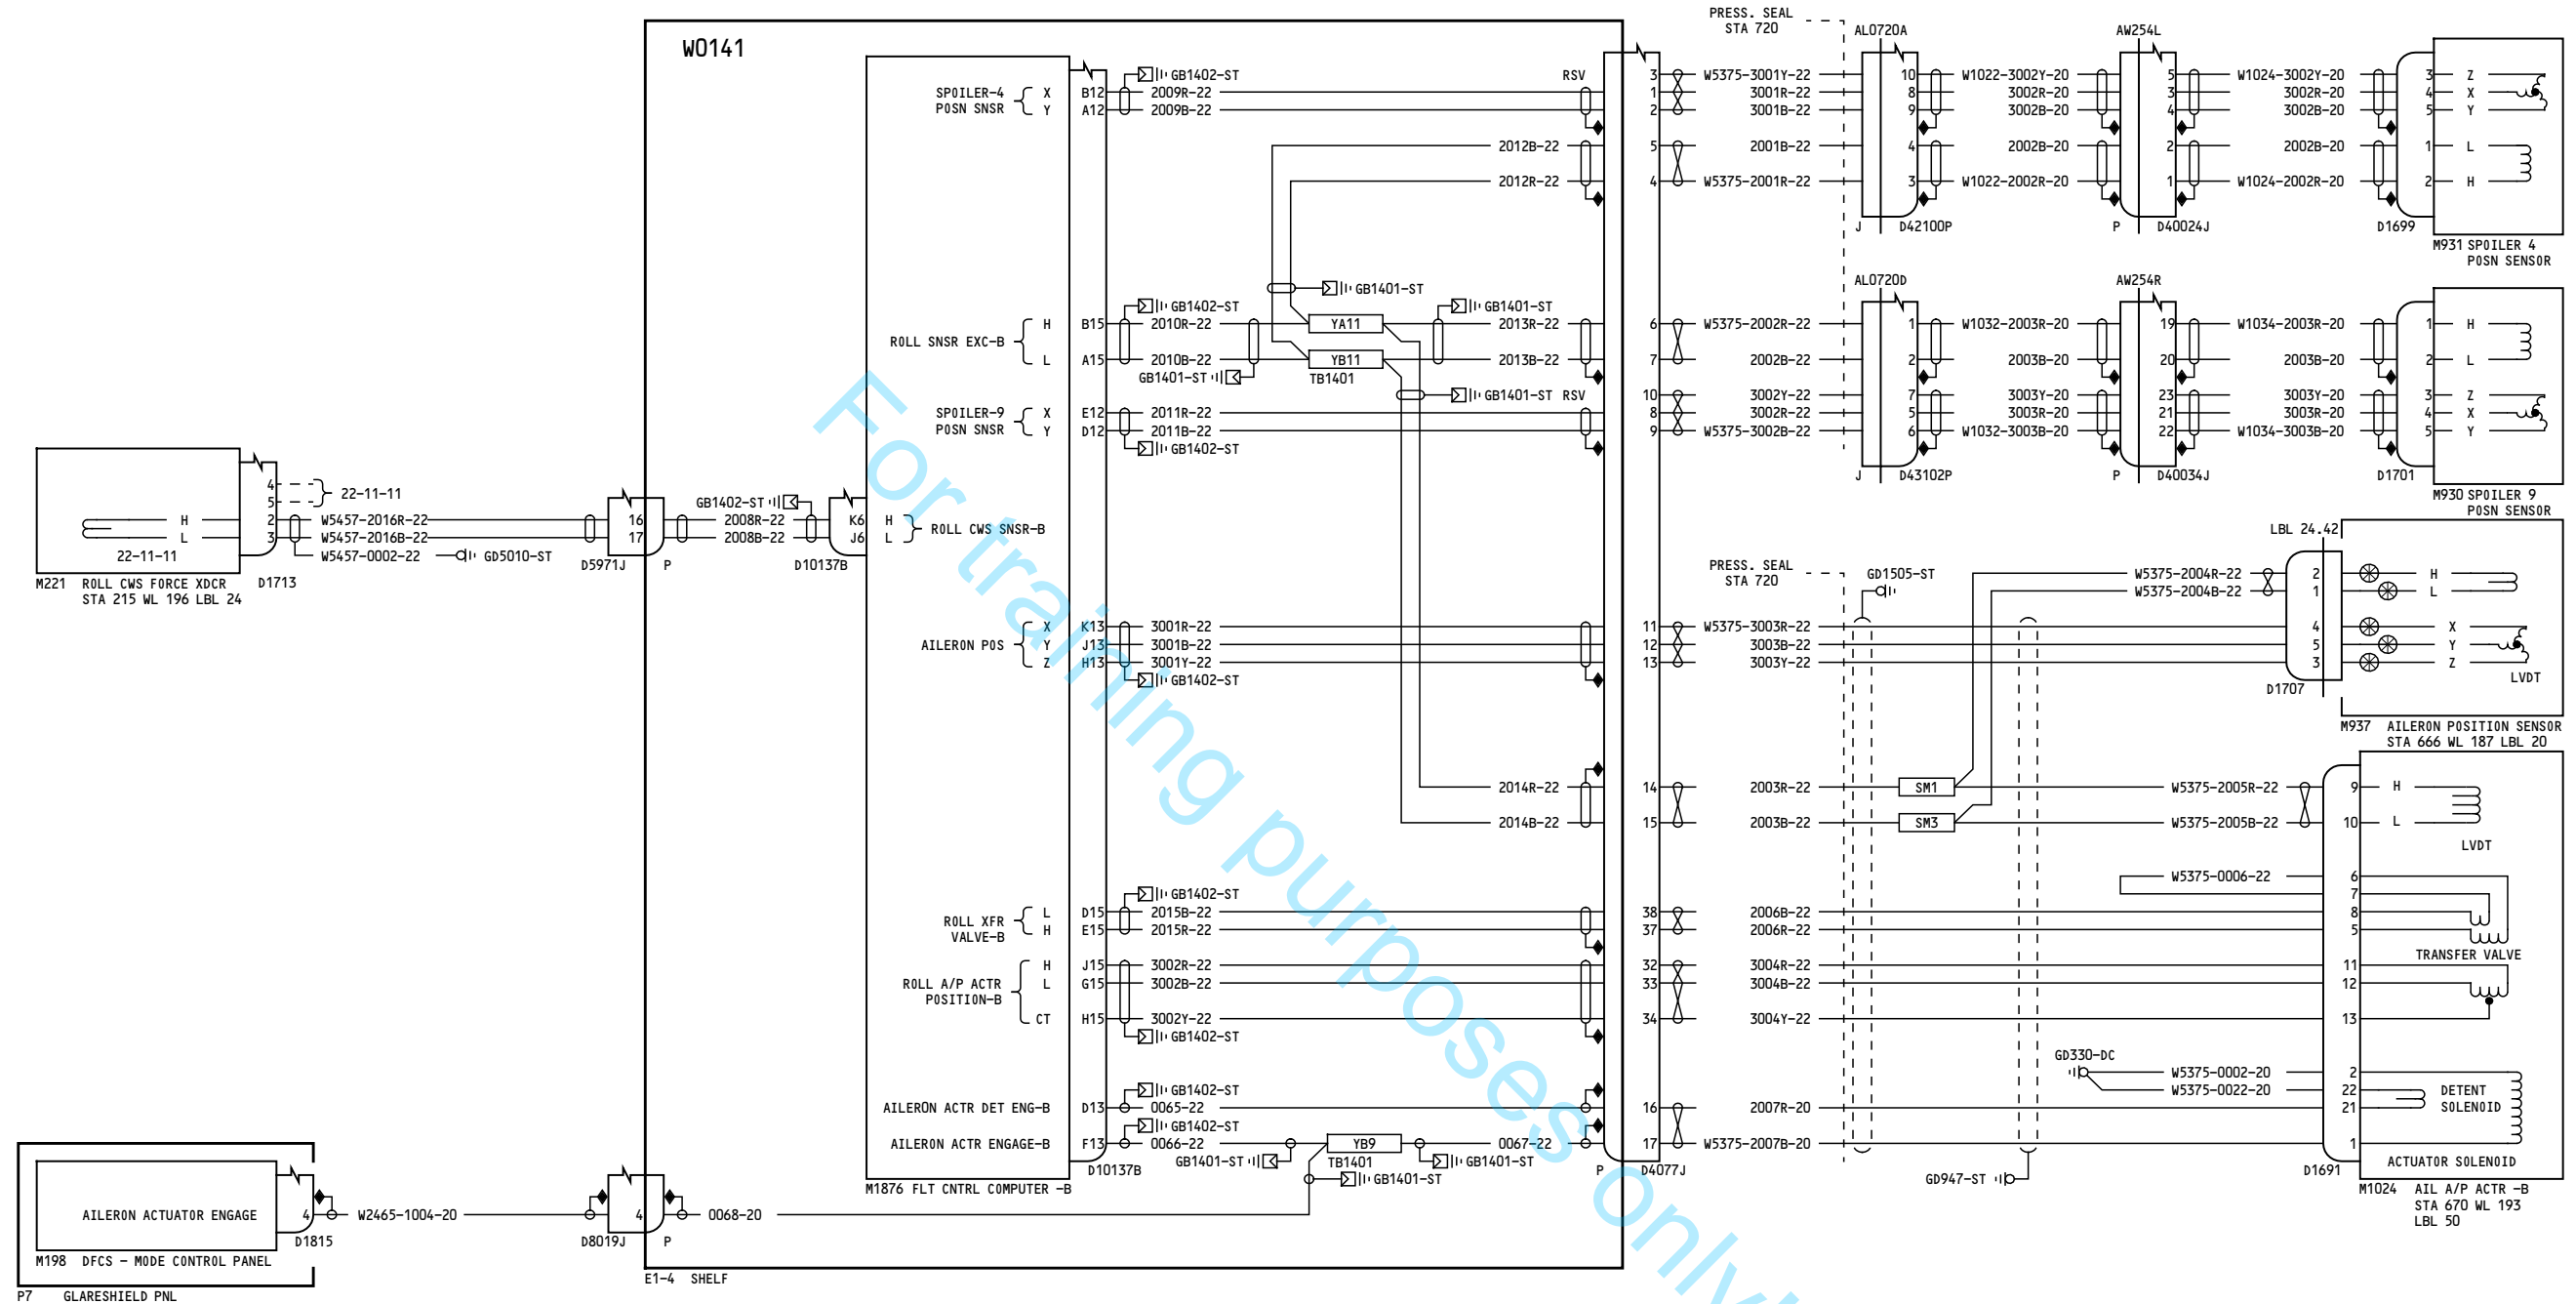 W0141
PRESS. SEAL
STA 720
AL0720A
AW254L
SPOILER-4
POSN SNSR
X
Y
B12
A12
GB1402-ST
2009R-22
2009B-22
RSV
3
1
2
W5375-3001Y-22
3001R-22
3001B-22
10
8
9
W1022-3002Y-20
3002R-20
3002B-20
5
3
4
W1024-3002Y-20
3002R-20
3002B-20
3 Z
4 X
5 Y
2012B-22
5
2001B-22
4
2002B-20
2
2002B-20
1 L
2012R-22
4
W5375-2001R-22
3
W1022-2002R-20
1
W1024-2002R-20
2 H
J
D42100P
P
D40024J
D1699
M931 SPOILER 4
POSN SENSOR
GB1401-ST
AL0720D
AW254R
ROLL SNSR EXC-B
H
L
B15
A15
GB1402-ST
2010R-22
2010B-22
GB1401-ST
YA11
YB11
TB1401
GB1401-ST
2013R-22
2013B-22
6
7
W5375-2002R-22
2002B-22
1
2
W1032-2003R-20
2003B-20
19
20
W1034-2003R-20
2003B-20
1 H
2 L
GB1401-ST RSV
SPOILER-9
POSN SNSR
X
Y
E12
D12
2011R-22
2011B-22
GB1402-ST
10
8
9
3002Y-22
3002R-22
W5375-3002B-22
7
5
6
3003Y-20
3003R-20
W1032-3003B-20
23
21
22
3003Y-20
3003R-20
W1034-3003B-20
3 Z
4 X
5 Y
J
D43102P
P
D40034J
D1701
M930 SPOILER 9
POSN SENSOR
4
5
22-11-11
H
L
22-11-11
2
3
W5457-2016R-22
W5457-2016B-22
W5457-0002-22
GD5010-ST
M221 ROLL CWS FORCE XDCR
STA 215 WL 196 LBL 24
D1713
16
17
D5971J
P
GB1402-ST
2008R-22
2008B-22
K6 H
J6 L
ROLL CWS SNSR-B
D10137B
PRESS. SEAL
STA 720
GD1505-ST
LBL 24.42
W5375-2004R-22
W5375-2004B-22
2 H
1 L
AILERON POS
X
Y
Z
K13
J13
H13
3001R-22
3001B-22
3001Y-22
GB1402-ST
11
12
13
W5375-3003R-22
3003B-22
3003Y-22
4 X
5 Y
3 Z
LVDT
D1707
M937 AILERON POSITION SENSOR
STA 666 WL 187 LBL 20
2014R-22
2014B-22
14
15
2003R-22
2003B-22
SM1
SM3
W5375-2005R-22
W5375-2005B-22
9 H
10 L
LVDT
W5375-0006-22
6
7
8
5
TRANSFER VALVE
ROLL XFR
VALVE-B
L
H
D15
E15
GB1402-ST
2015B-22
2015R-22
38
37
2006B-22
2006R-22
ROLL A/P ACTR
POSITION-B
H
L
CT
J15
G15
H15
3002R-22
3002B-22
3002Y-22
GB1402-ST
32
33
34
3004R-22
3004B-22
3004Y-22
11
12
13
GD330-DC
W5375-0002-20
W5375-0022-20
2
22
21
1
DETENT
SOLENOID
ACTUATOR SOLENOID
AILERON ACTR DET ENG-B
D13
GB1402-ST
0065-22
16
2007R-20
AILERON ACTR ENGAGE-B
F13
GB1402-ST
0066-22
GB1401-ST
YB9
TB1401
GB1401-ST
GB1401-ST
0067-22
17
W5375-2007B-20
P
D4077J
GD947-ST
D1691
M1024 AIL A/P ACTR -B
STA 670 WL 193
LBL 50
D10137B
M1876 FLT CNTRL COMPUTER -B
AILERON ACTUATOR ENGAGE
4
D1815
W2465-1004-20
4
D8019J
P
0068-20
M198 DFCS - MODE CONTROL PANEL
P7 GLARESHIELD PNL
E1-4 SHELF
For training purposes only!